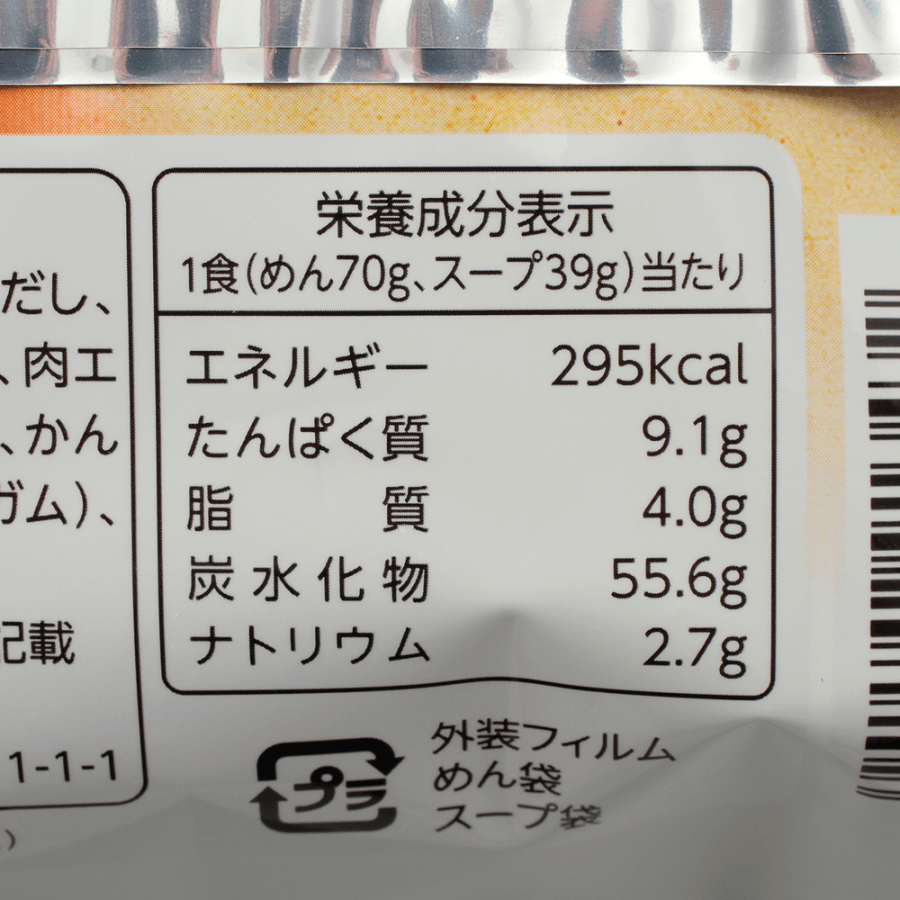 だし、
、肉エ
、かん
ガム)、
記載
1-1-1
栄養成分表示
1食(めん70g、スープ39g)当たり
エネルギー 295kcal
たんぱく質 9.1g
脂質 4.0g
炭水化物 55.6g
ナトリウム 2.7g
プラ
外装フィルム
めん袋
スープ袋